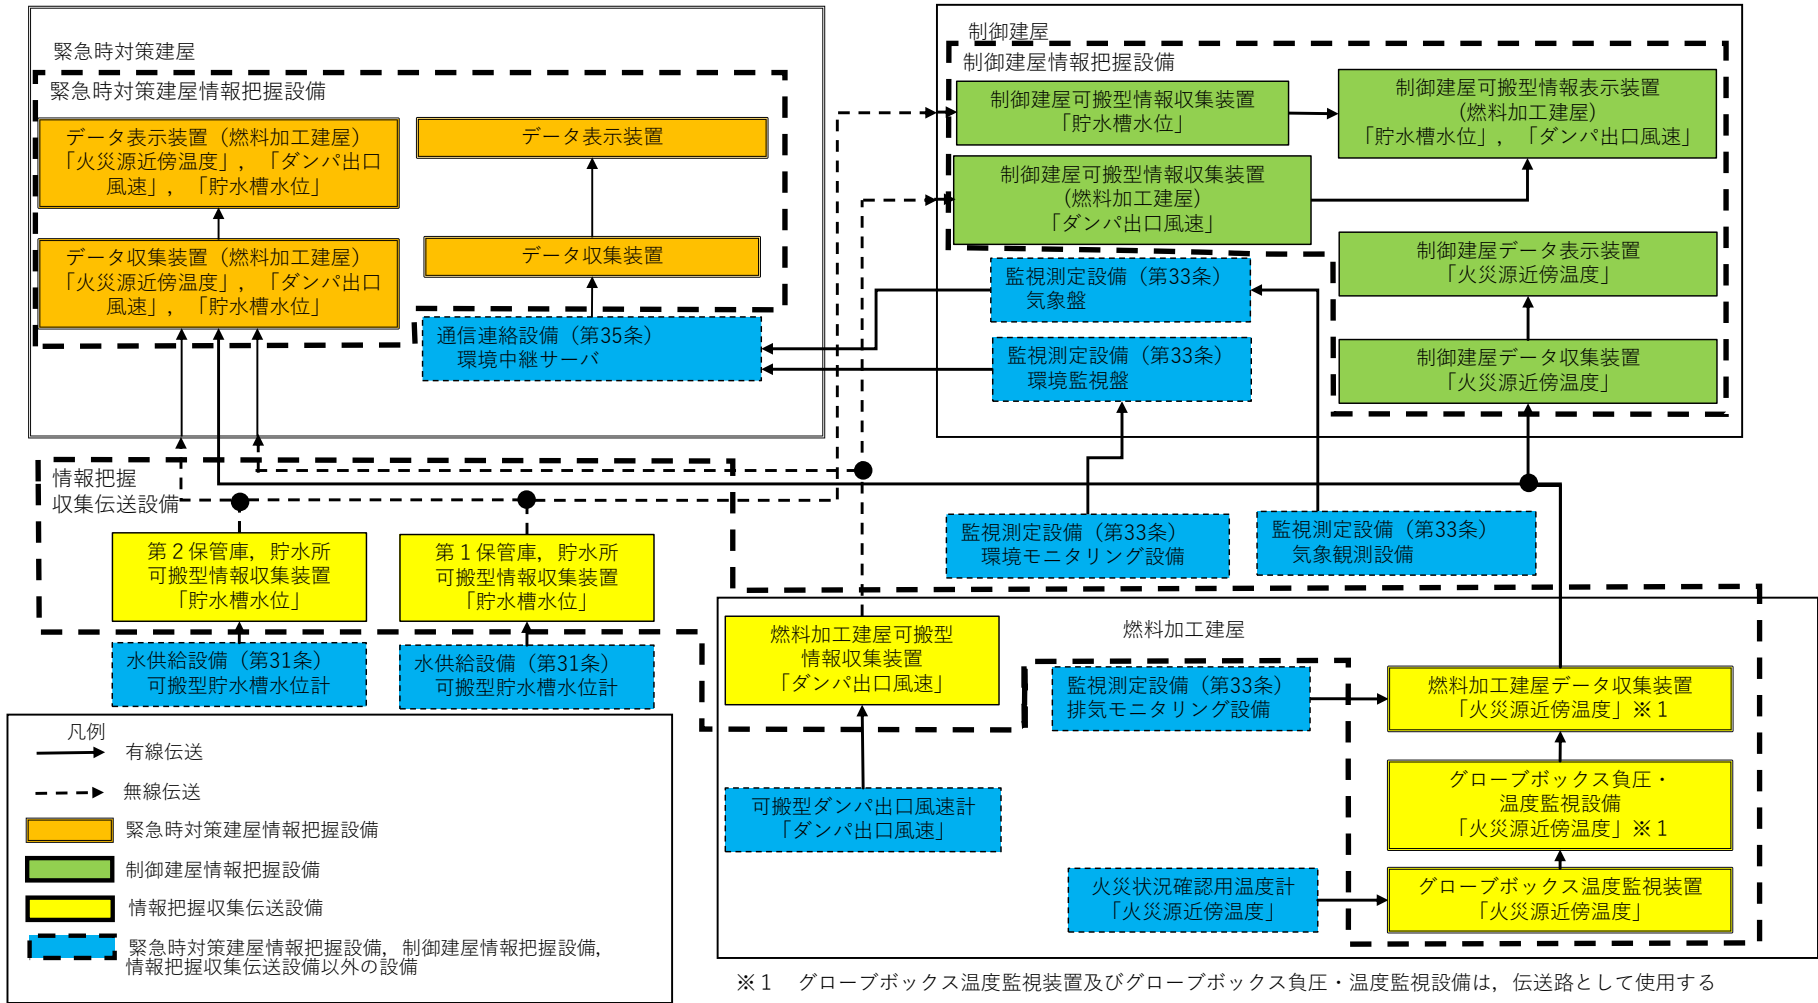 緊急時対策建屋
緊急時対策建屋情報把握設備
データ表示装置（燃料加工建屋）
「火災源近傍温度」，「ダンパ出口
風速」，「貯水槽水位」
データ表示装置
データ収集装置（燃料加工建屋）
「火災源近傍温度」，「ダンパ出口
風速」，「貯水槽水位」
データ収集装置
通信連絡設備（第35条）
環境中継サーバ
制御建屋
制御建屋情報把握設備
制御建屋可搬型情報収集装置
「貯水槽水位」
制御建屋可搬型情報表示装置
(燃料加工建屋)
「貯水槽水位」，「ダンパ出口風速」
制御建屋可搬型情報収集装置
(燃料加工建屋)
「ダンパ出口風速」
制御建屋データ表示装置
「火災源近傍温度」
監視測定設備（第33条）
気象盤
監視測定設備（第33条）
環境監視盤
制御建屋データ収集装置
「火災源近傍温度」
情報把握
収集伝送設備
第２保管庫，貯水所
可搬型情報収集装置
「貯水槽水位」
第１保管庫，貯水所
可搬型情報収集装置
「貯水槽水位」
監視測定設備（第33条）
環境モニタリング設備
監視測定設備（第33条）
気象観測設備
水供給設備（第31条）
可搬型貯水槽水位計
水供給設備（第31条）
可搬型貯水槽水位計
燃料加工建屋可搬型
情報収集装置
「ダンパ出口風速」
燃料加工建屋
監視測定設備（第33条）
排気モニタリング設備
燃料加工建屋データ収集装置
「火災源近傍温度」※１
可搬型ダンパ出口風速計
「ダンパ出口風速」
グローブボックス負圧・
温度監視設備
「火災源近傍温度」※１
火災状況確認用温度計
「火災源近傍温度」
グローブボックス温度監視装置
「火災源近傍温度」
凡例
有線伝送
無線伝送
緊急時対策建屋情報把握設備
制御建屋情報把握設備
情報把握収集伝送設備
緊急時対策建屋情報把握設備，制御建屋情報把握設備，
情報把握収集伝送設備以外の設備
※１　グローブボックス温度監視装置及びグローブボックス負圧・温度監視設備は，伝送路として使用する